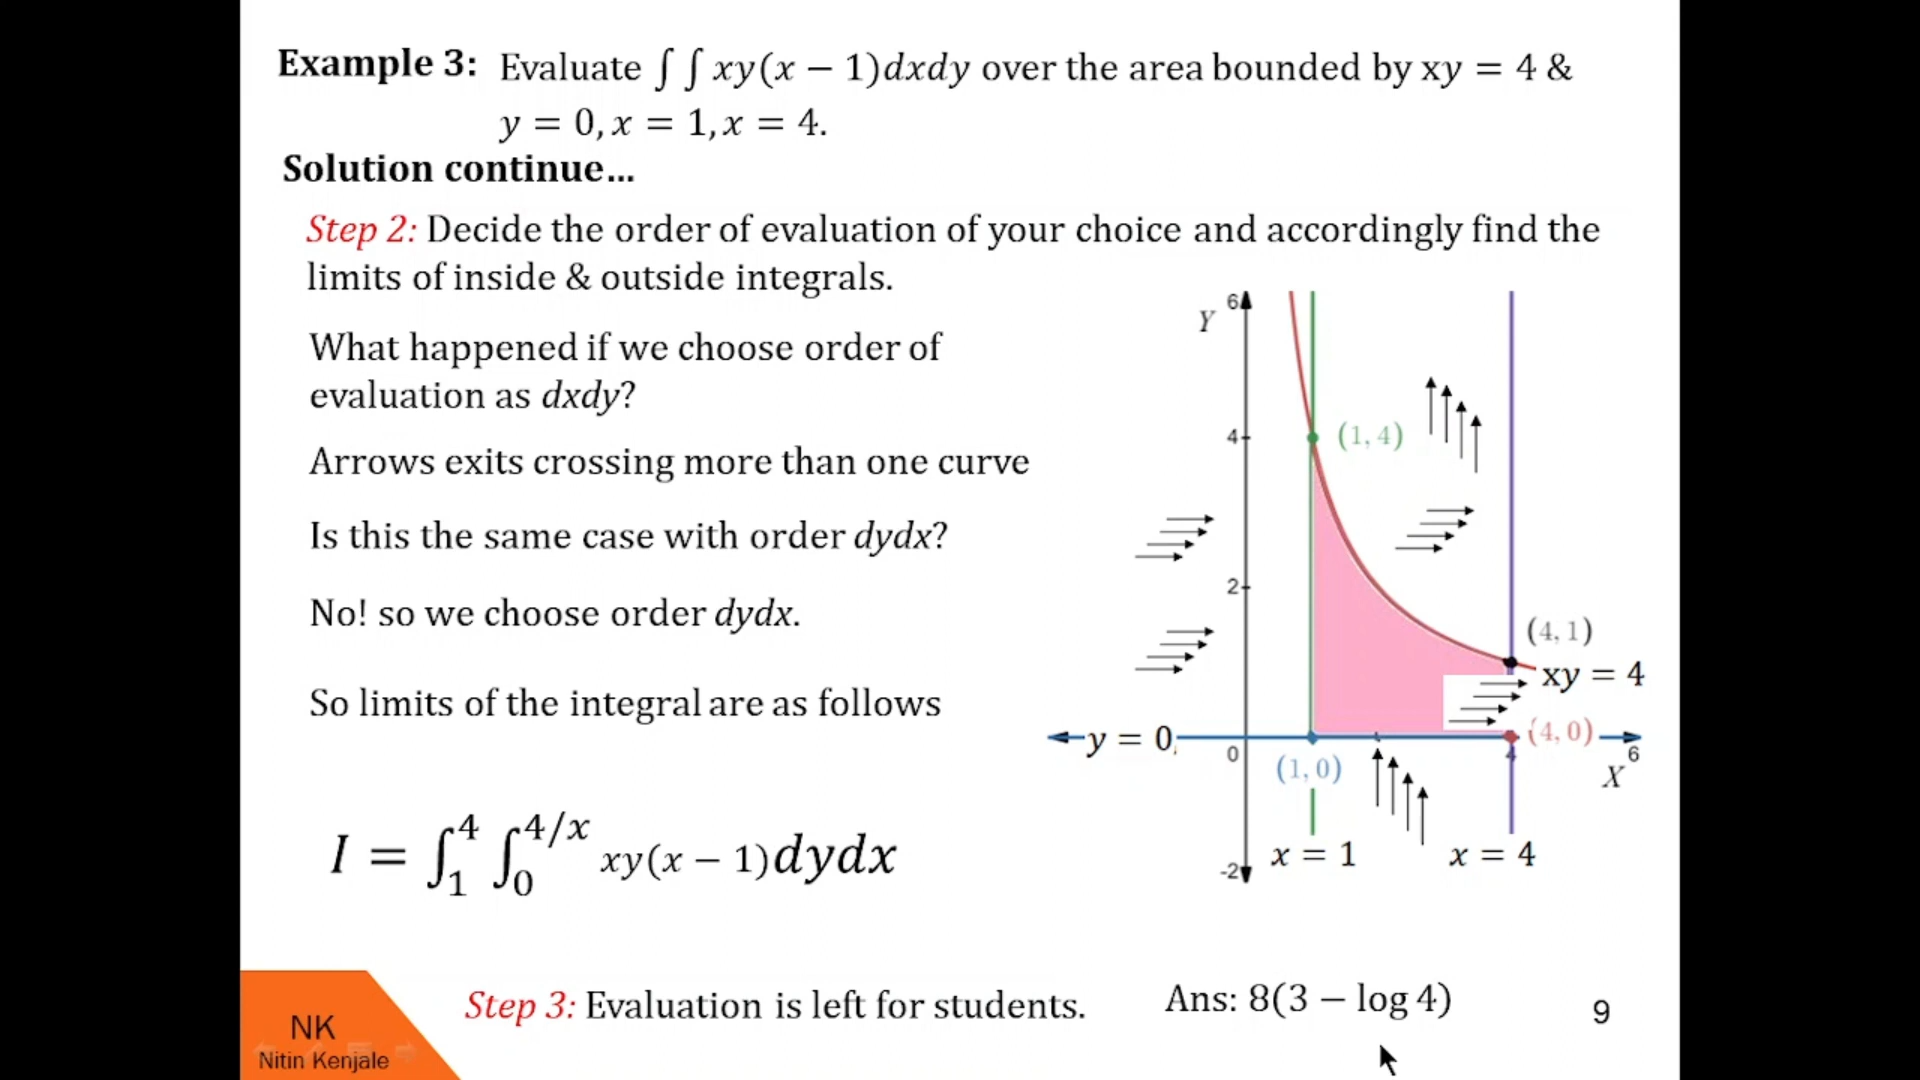 Example 3: Evaluate ∫ ∫ xy(x − 1)dxdy over the area bounded by xy = 4 &
y = 0, x = 1, x = 4.
Solution continue...
Step 2: Decide the order of evaluation of your choice and accordingly find the
limits of inside & outside integrals.
What happened if we choose order of
evaluation as dxdy?
Arrows exits crossing more than one curve
Is this the same case with order dydx?
No! so we choose order dydx.
So limits of the integral are as follows
I = ∫₁⁴ ∫₀^{4/x} xy(x − 1)dydx
Y
6
4
(1, 4)
2
(4, 1)
xy = 4
y = 0
(4, 0)
0
(1, 0)
4
6
X
x = 1
x = 4
-2
Step 3: Evaluation is left for students.
Ans: 8(3 − log 4)
9
NK
Nitin Kenjale